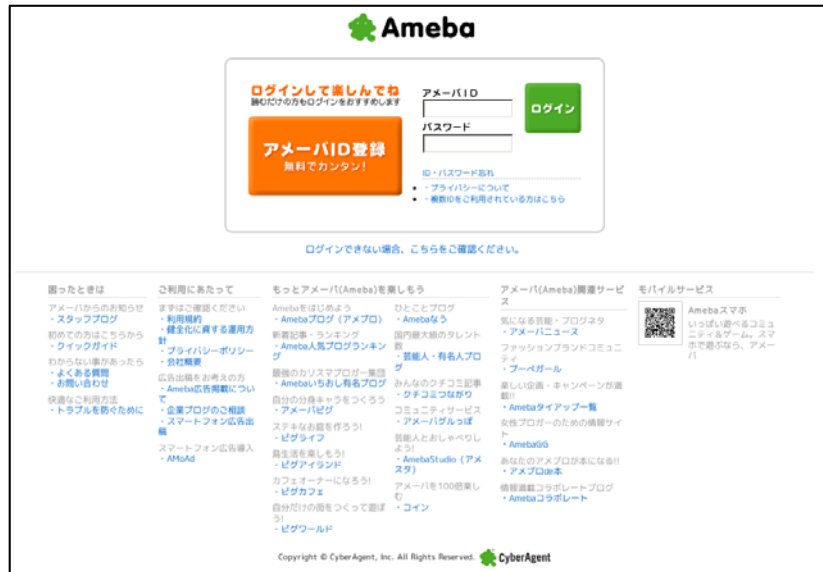 Ameba
ログインして楽しんでね
読むだけの方もログインをおすすめします
アメーバID登録
無料でカンタン!
アメーバID
パスワード
ログイン
ID・パスワード忘れ
・プライバシーについて
・複数IDをご利用されている方はこちら
ログインできない場合、こちらをご確認ください。
困ったときは
アメーバからのお知らせ
・スタッフブログ
初めての方はこちらから
・クイックガイド
わからない事があったら
・よくある質問
・お問い合わせ
快適なご利用方法
・トラブルを防ぐために
ご利用にあたって
まずはご確認ください
・利用規約
・健全化に資する運用方
針
・プライバシーポリシー
・会社概要
広告出稿をお考えの方
・Ameba広告掲載につい
て
・企業ブログのご相談
・スマートフォン広告出
稿
スマートフォン広告導入
・AMoAd
もっとアメーバ(Ameba)を楽しもう
Amebaをはじめよう
・Amebaブログ (アメブロ)
新着記事・ランキング
・Ameba人気ブログランキン
グ
最強のカリスマブロガー集団
・Amebaいちおし有名ブログ
自分の分身キャラをつくろう
・アメーバピグ
ステキなお庭を作ろう!
・ピグライフ
島生活を楽しもう!
・ピグアイランド
カフェオーナーになろう!
・ピグカフェ
自分だけの街をつくって遊ぼ
う!
・ピグワールド
ひとことブログ
・Amebaなう
国内最大級のタレント
数
・芸能人・有名人ブロ
グ
みんなのクチコミ記事
・クチコミつながり
コミュニティサービス
・アメーバグルっぽ
芸能人とおしゃべりし
よう!
・AmebaStudio (アメ
スタ)
アメーバを100倍楽し
む
・コイン
アメーバ(Ameba)関連サービ
ス
気になる芸能・ブログネタ
・アメーバニュース
ファッションブランドコミュニ
ティ
・プーペガール
楽しい企画・キャンペーンが満
載!!
・Amebaタイアップ一覧
女性ブロガーのための情報サイ
ト
・AmebaGG
あなたのアメブロが本になる!!
・アメブロde本
情報満載コラボレートブログ
・Amebaコラボレート
モバイルサービス
Amebaスマホ
いっぱい遊べるコミュ
ニティ&ゲーム。スマ
ホで遊ぶなら、アメー
バ
Copyright © CyberAgent, Inc. All Rights Reserved. CyberAgent